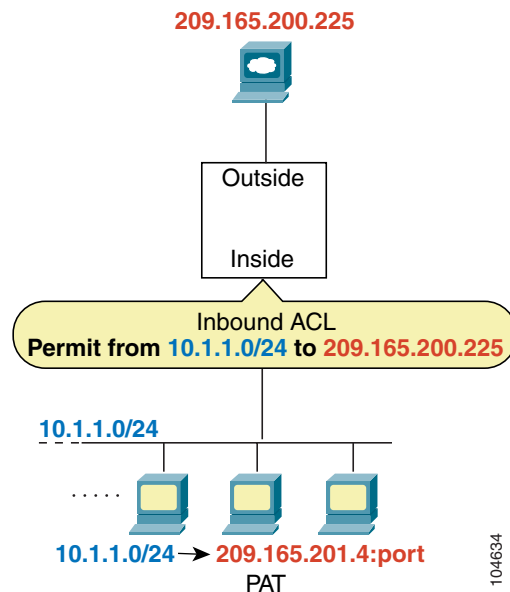 209.165.200.225
Outside
Inside
Inbound ACL
Permit from 10.1.1.0/24 to 209.165.200.225
10.1.1.0/24
10.1.1.0/24 209.165.201.4:port
PAT
104634